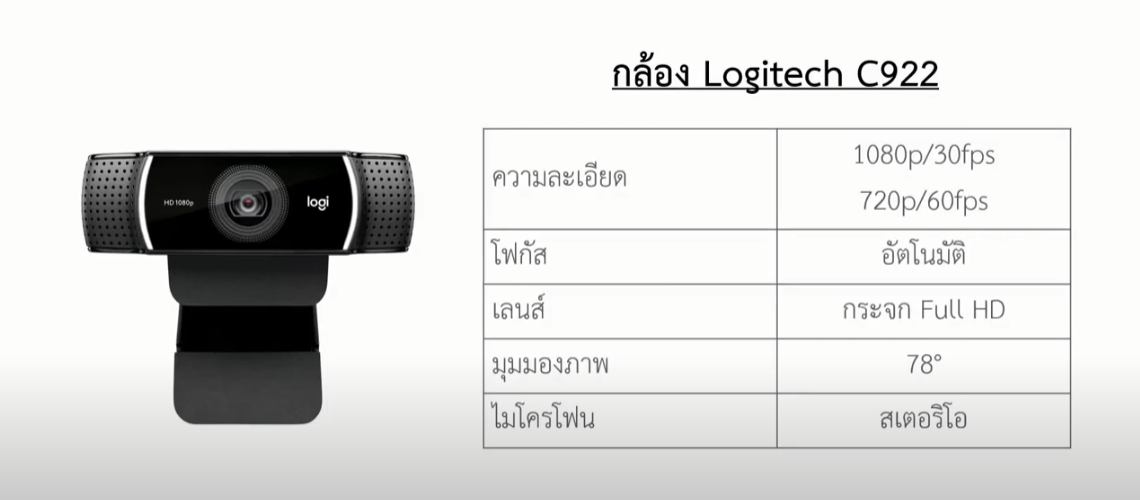 กล้อง Logitech C922
HD 1080p
logi
ความละเอียด
1080p/30fps
720p/60fps
โฟกัส
อัตโนมัติ
เลนส์
กระจก Full HD
มุมมองภาพ
78°
ไมโครโฟน
สเตอริโอ